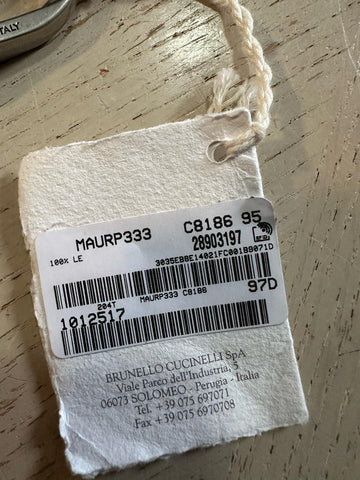 ITALY
MAURP333 C8186 95
28903197
100% LE
3035EBBE14021FC001B9071D
204T MAURP333 C8186
1012517 97D
BRUNELLO CUCINELLI SpA
Viale Parco dell'Industria, 5
06073 SOLOMEO - Perugia - Italia
Tel. +39 075 697071
Fax +39 075 6970708